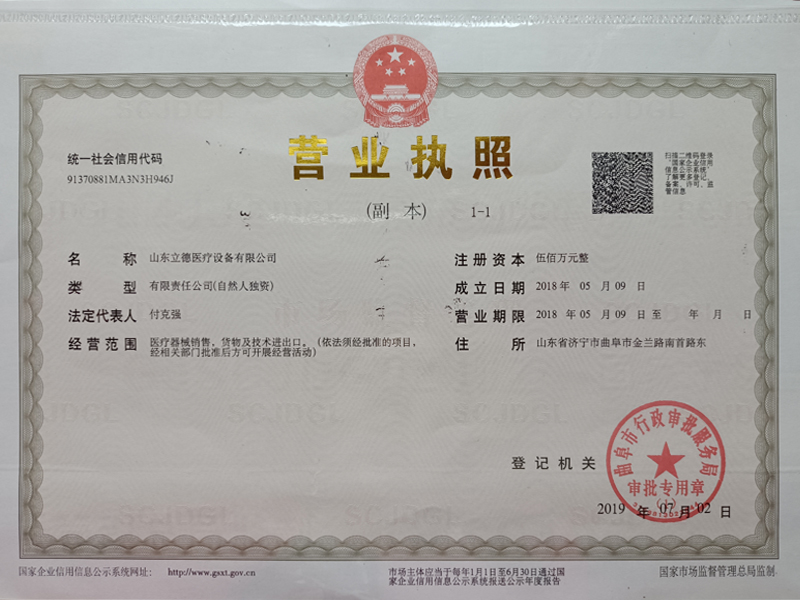 营业执照
(副 本) 1-1
统一社会信用代码
91370881MA3N3H946J
扫描二维码登录
“国家企业信用
信息公示系统”
了解更多登记、
备案、许可、监
管信息
名 称 山东立德医疗设备有限公司
类 型 有限责任公司(自然人独资)
法定代表人 付克强
经营范围 医疗器械销售，货物及技术进出口。(依法须经批准的项目，
经相关部门批准后方可开展经营活动)
注册资本 伍佰万元整
成立日期 2018 年 05 月 09 日
营业期限 2018 年 05 月 09 日 至 年 月 日
住 所 山东省济宁市曲阜市金兰路南首路东
登记机关
曲阜市行政审批服务局
审批专用章
(1)
2019 年 07 月 02 日
国家企业信用信息公示系统网址： http://www.gsxt.gov.cn
市场主体应当于每年1月1日至6月30日通过国
家企业信用信息公示系统报送公示年度报告
国家市场监督管理总局监制